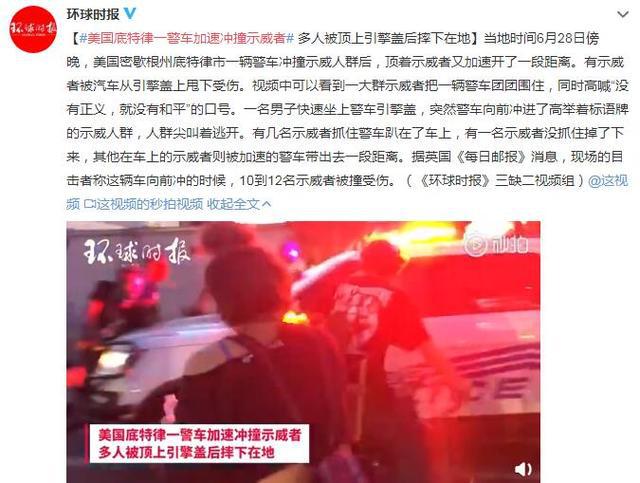 环球时报
环球时报
【#美国底特律一警车加速冲撞示威者# 多人被顶上引擎盖后摔下在地】当地时间6月28日傍
晚，美国密歇根州底特律市一辆警车冲撞示威人群后，顶着示威者又加速开了一段距离。有示威
者被汽车从引擎盖上甩下受伤。视频中可以看到一大群示威者把一辆警车团团围住，同时高喊“没
有正义，就没有和平”的口号。一名男子快速坐上警车引擎盖，突然警车向前冲进了高举着标语牌
的示威人群，人群尖叫着逃开。有几名示威者抓住警车趴在了车上，有一名示威者没抓住掉了下
来，其他在车上的示威者则被加速的警车带出去一段距离。据英国《每日邮报》消息，现场的目
击者称这辆车向前冲的时候，10到12名示威者被撞受伤。（《环球时报》三缺二视频组）@这视
频 这视频的秒拍视频 收起全文
环球时报
秒拍
美国底特律一警车加速冲撞示威者
多人被顶上引擎盖后摔下在地